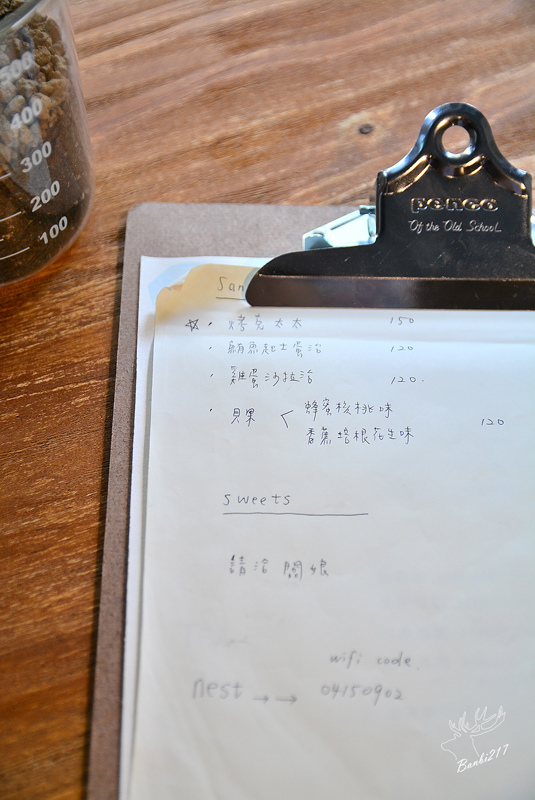 500
400
300
200
100
penco
Of the Old School
San
☆ · 烤克太太 150
· 鮪魚起士蛋治 120
· 雞蛋沙拉治 120.
· 貝果 < 蜂蜜核桃味
香蕉培根花生味 120
sweets
請洽闆娘
wifi code.
nest →→ 04150902
Banbi217